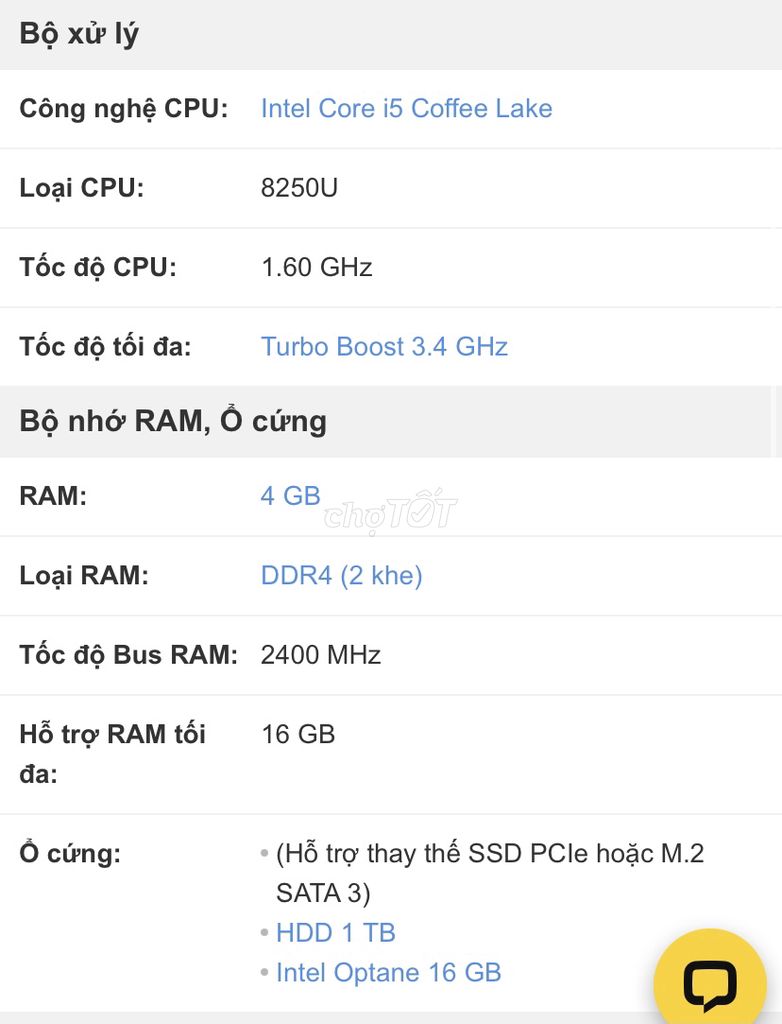 Bộ xử lý
Công nghệ CPU: Intel Core i5 Coffee Lake
Loại CPU: 8250U
Tốc độ CPU: 1.60 GHz
Tốc độ tối đa: Turbo Boost 3.4 GHz
Bộ nhớ RAM, Ổ cứng
RAM: 4 GB
chợTỐT
Loại RAM: DDR4 (2 khe)
Tốc độ Bus RAM: 2400 MHz
Hỗ trợ RAM tối 16 GB
đa:
Ổ cứng: • (Hỗ trợ thay thế SSD PCIe hoặc M.2
SATA 3)
• HDD 1 TB
• Intel Optane 16 GB